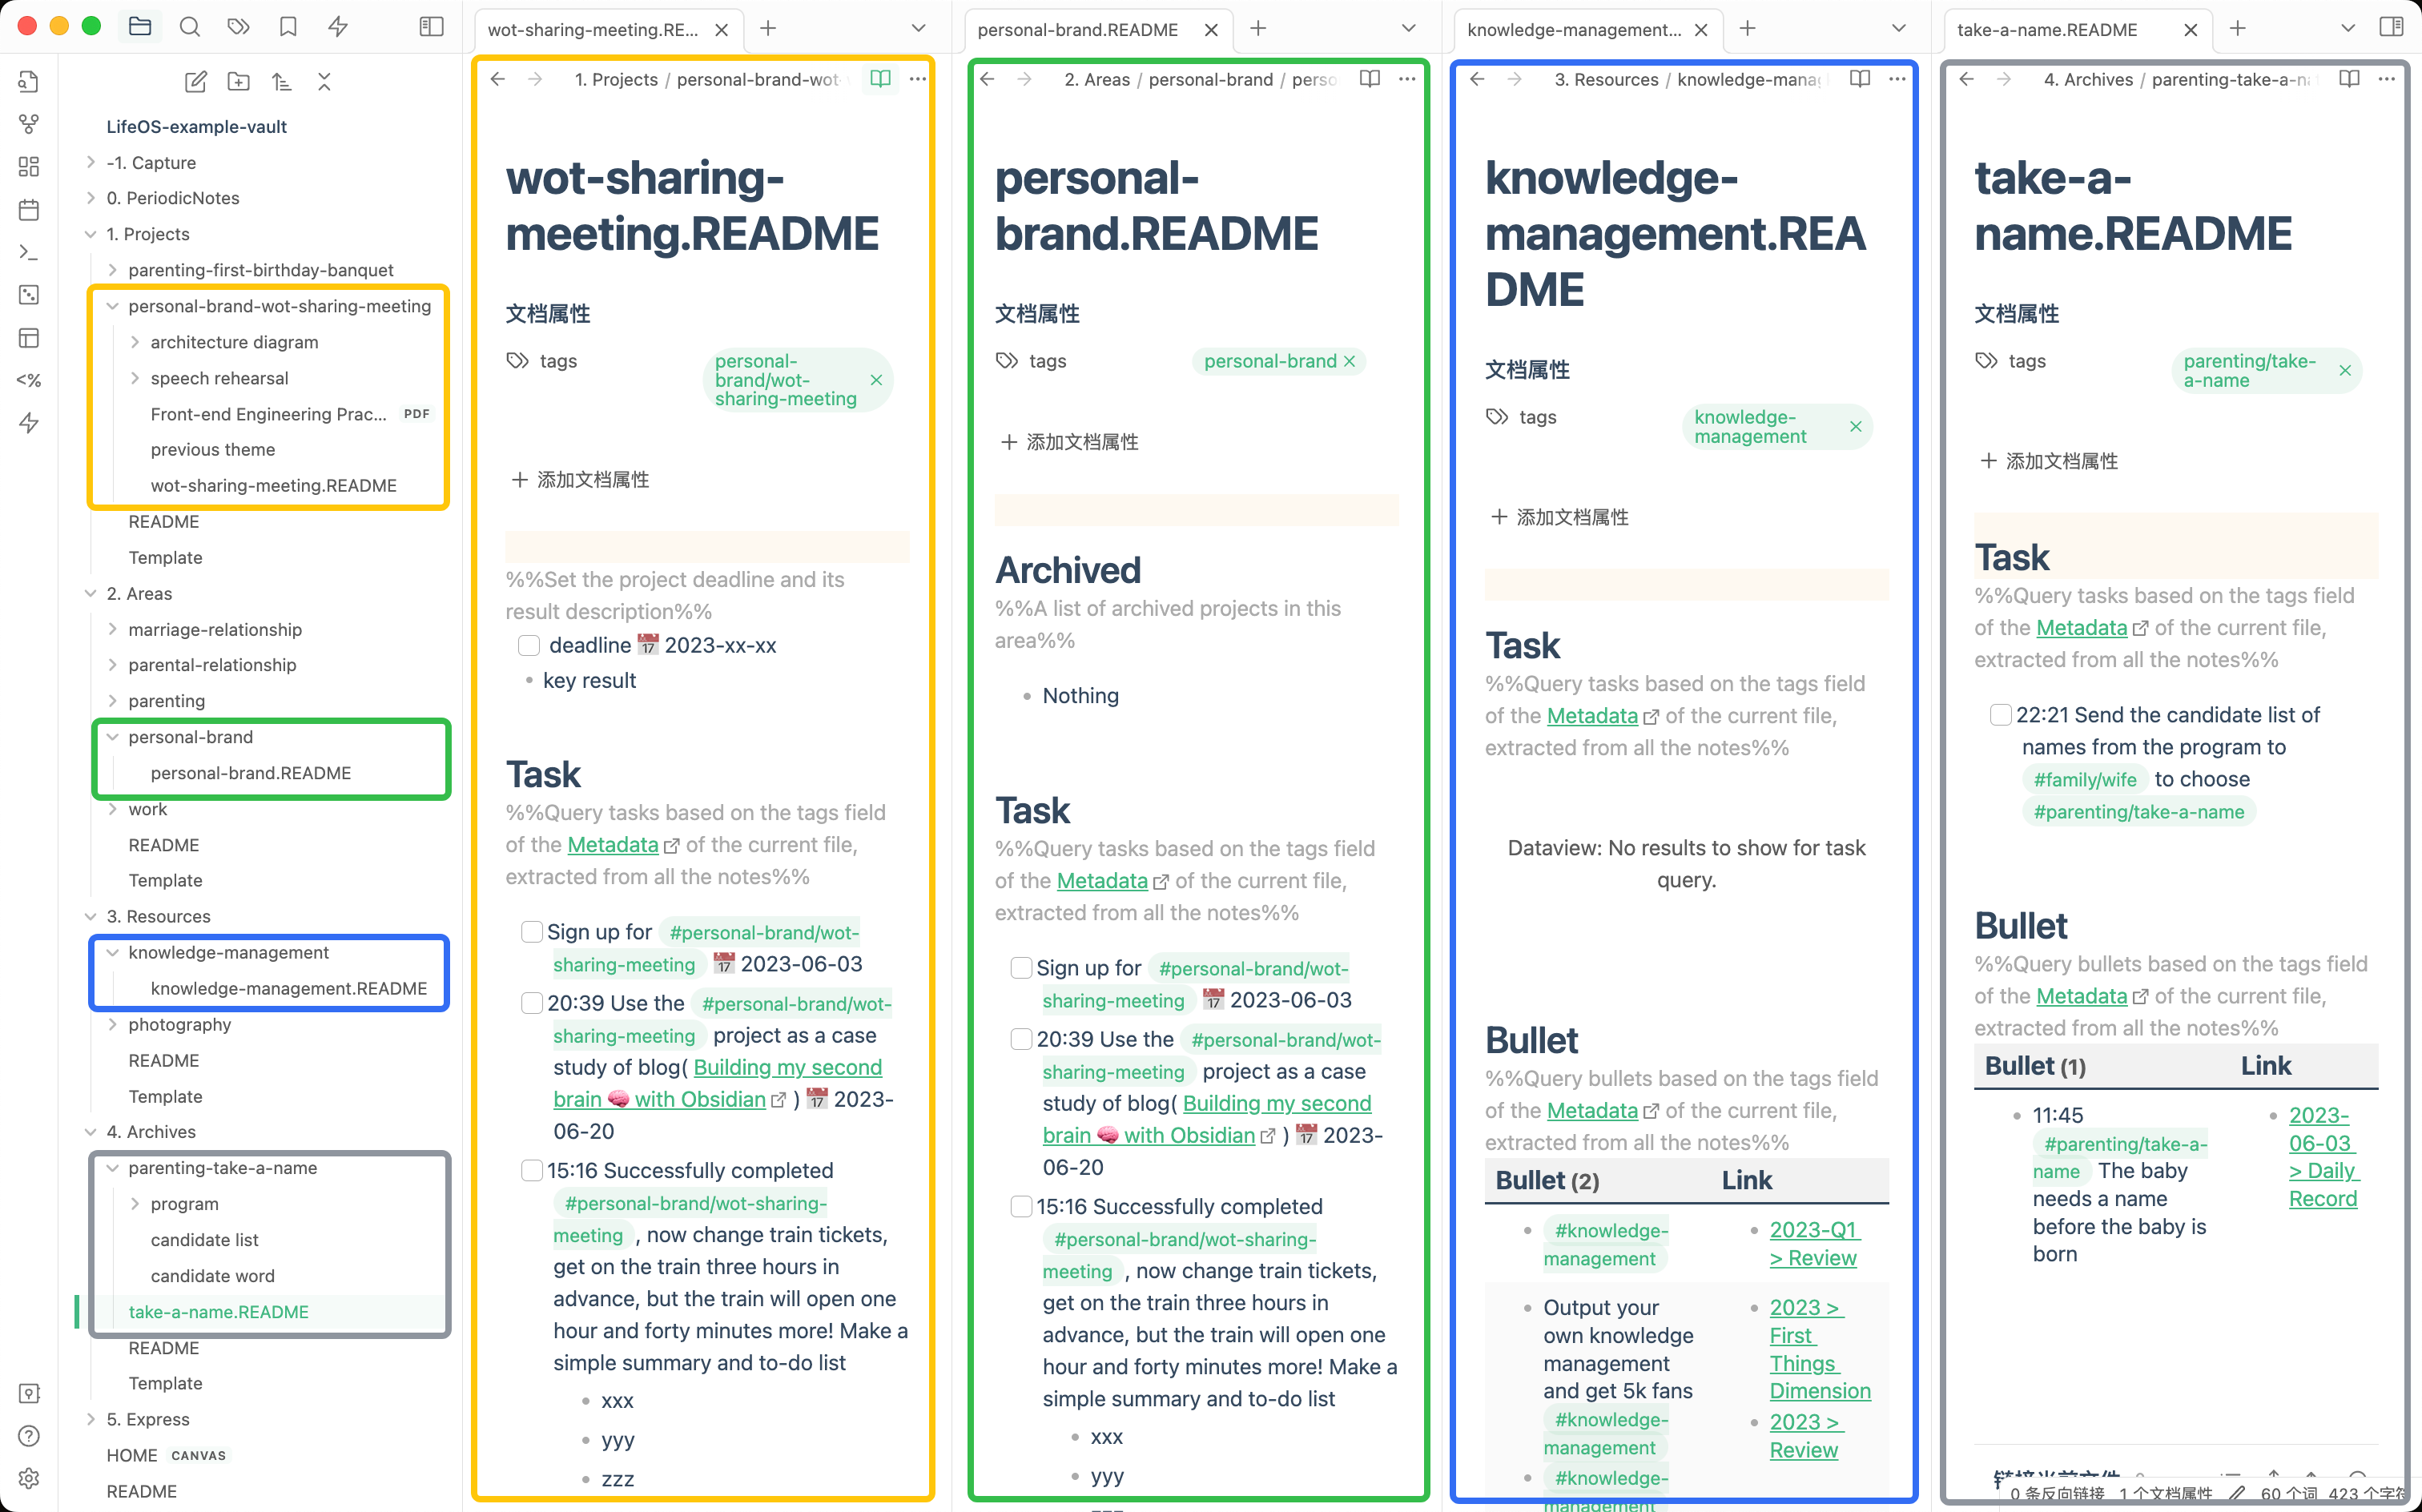 LifeOS-example-vault
-1. Capture
0. PeriodicNotes
1. Projects
parenting-first-birthday-banquet
personal-brand-wot-sharing-meeting
architecture diagram
speech rehearsal
Front-end Engineering Prac... PDF
previous theme
wot-sharing-meeting.README
README
Template
2. Areas
marriage-relationship
parental-relationship
parenting
personal-brand
personal-brand.README
work
README
Template
3. Resources
knowledge-management
knowledge-management.README
photography
README
Template
4. Archives
parenting-take-a-name
program
candidate list
candidate word
take-a-name.README
README
Template
5. Express
HOME CANVAS
README
wot-sharing-meeting.RE...
1. Projects / personal-brand-wot-
wot-sharing-
meeting.README
文档属性
tags
personal-
brand/wot-
sharing-meeting
添加文档属性
%%Set the project deadline and its
result description%%
deadline 📅 2023-xx-xx
key result
Task
%%Query tasks based on the tags field
of the Metadata of the current file,
extracted from all the notes%%
Sign up for #personal-brand/wot-
sharing-meeting 📅 2023-06-03
20:39 Use the #personal-brand/wot-
sharing-meeting project as a case
study of blog( Building my second
brain 🧠 with Obsidian ) 📅 2023-
06-20
15:16 Successfully completed
#personal-brand/wot-sharing-
meeting , now change train tickets,
get on the train three hours in
advance, but the train will open one
hour and forty minutes more! Make a
simple summary and to-do list
xxx
yyy
zzz
personal-brand.README
2. Areas / personal-brand / perso
personal-
brand.README
文档属性
tags
personal-brand
添加文档属性
Archived
%%A list of archived projects in this
area%%
Nothing
Task
%%Query tasks based on the tags field
of the Metadata of the current file,
extracted from all the notes%%
Sign up for #personal-brand/wot-
sharing-meeting 📅 2023-06-03
20:39 Use the #personal-brand/wot-
sharing-meeting project as a case
study of blog( Building my second
brain 🧠 with Obsidian ) 📅 2023-
06-20
15:16 Successfully completed
#personal-brand/wot-sharing-
meeting , now change train tickets,
get on the train three hours in
advance, but the train will open one
hour and forty minutes more! Make a
simple summary and to-do list
xxx
yyy
knowledge-management...
3. Resources / knowledge-manag
knowledge-
management.REA
DME
文档属性
tags
knowledge-
management
添加文档属性
Task
%%Query tasks based on the tags field
of the Metadata of the current file,
extracted from all the notes%%
Dataview: No results to show for task
query.
Bullet
%%Query bullets based on the tags field
of the Metadata of the current file,
extracted from all the notes%%
Bullet (2) Link
#knowledge-
management
2023-Q1
> Review
Output your
own knowledge
management
and get 5k fans
#knowledge-
management
#knowledge-
management
2023 >
First
Things
Dimension
2023 >
Review
take-a-name.README
4. Archives / parenting-take-a-na
take-a-
name.README
文档属性
tags
parenting/take-
a-name
添加文档属性
Task
%%Query tasks based on the tags field
of the Metadata of the current file,
extracted from all the notes%%
22:21 Send the candidate list of
names from the program to
#family/wife to choose
#parenting/take-a-name
Bullet
%%Query bullets based on the tags field
of the Metadata of the current file,
extracted from all the notes%%
Bullet (1) Link
11:45
#parenting/take-a-
name The baby
needs a name
before the baby is
born
2023-
06-03
> Daily
Record
链接当前文件
0 条反向链接 1 个文档属性 60 个词 423 个字符